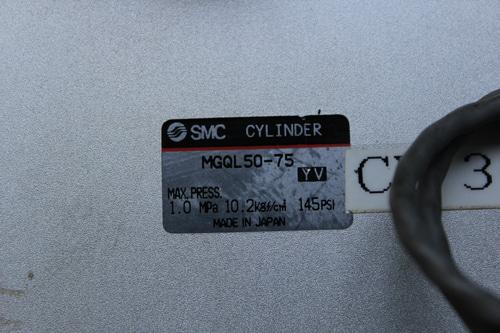 SMC CYLINDER
MGQL50-75
YV
MAX.PRESS.
1.0 MPa 10.2kgf/cm² 145PSI
MADE IN JAPAN
3